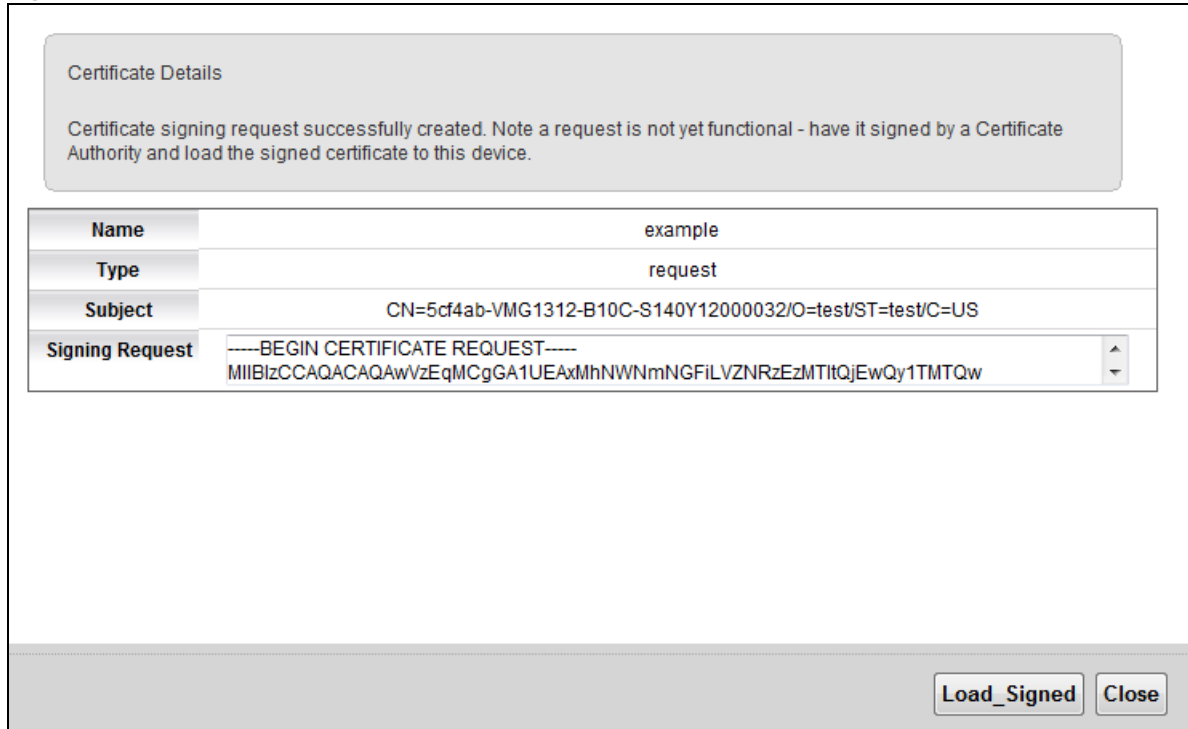 Certificate Details
Certificate signing request successfully created. Note a request is not yet functional - have it signed by a Certificate
Authority and load the signed certificate to this device.
Name example
Type request
Subject CN=5cf4ab-VMG1312-B10C-S140Y12000032/O=test/ST=test/C=US
Signing Request -----BEGIN CERTIFICATE REQUEST-----
MIIBIzCCAQACAQAwVzEqMCgGA1UEAxMhNWNmNGFiLVZNRzEzMTItQjEwQy1TMTQw
Load_Signed Close